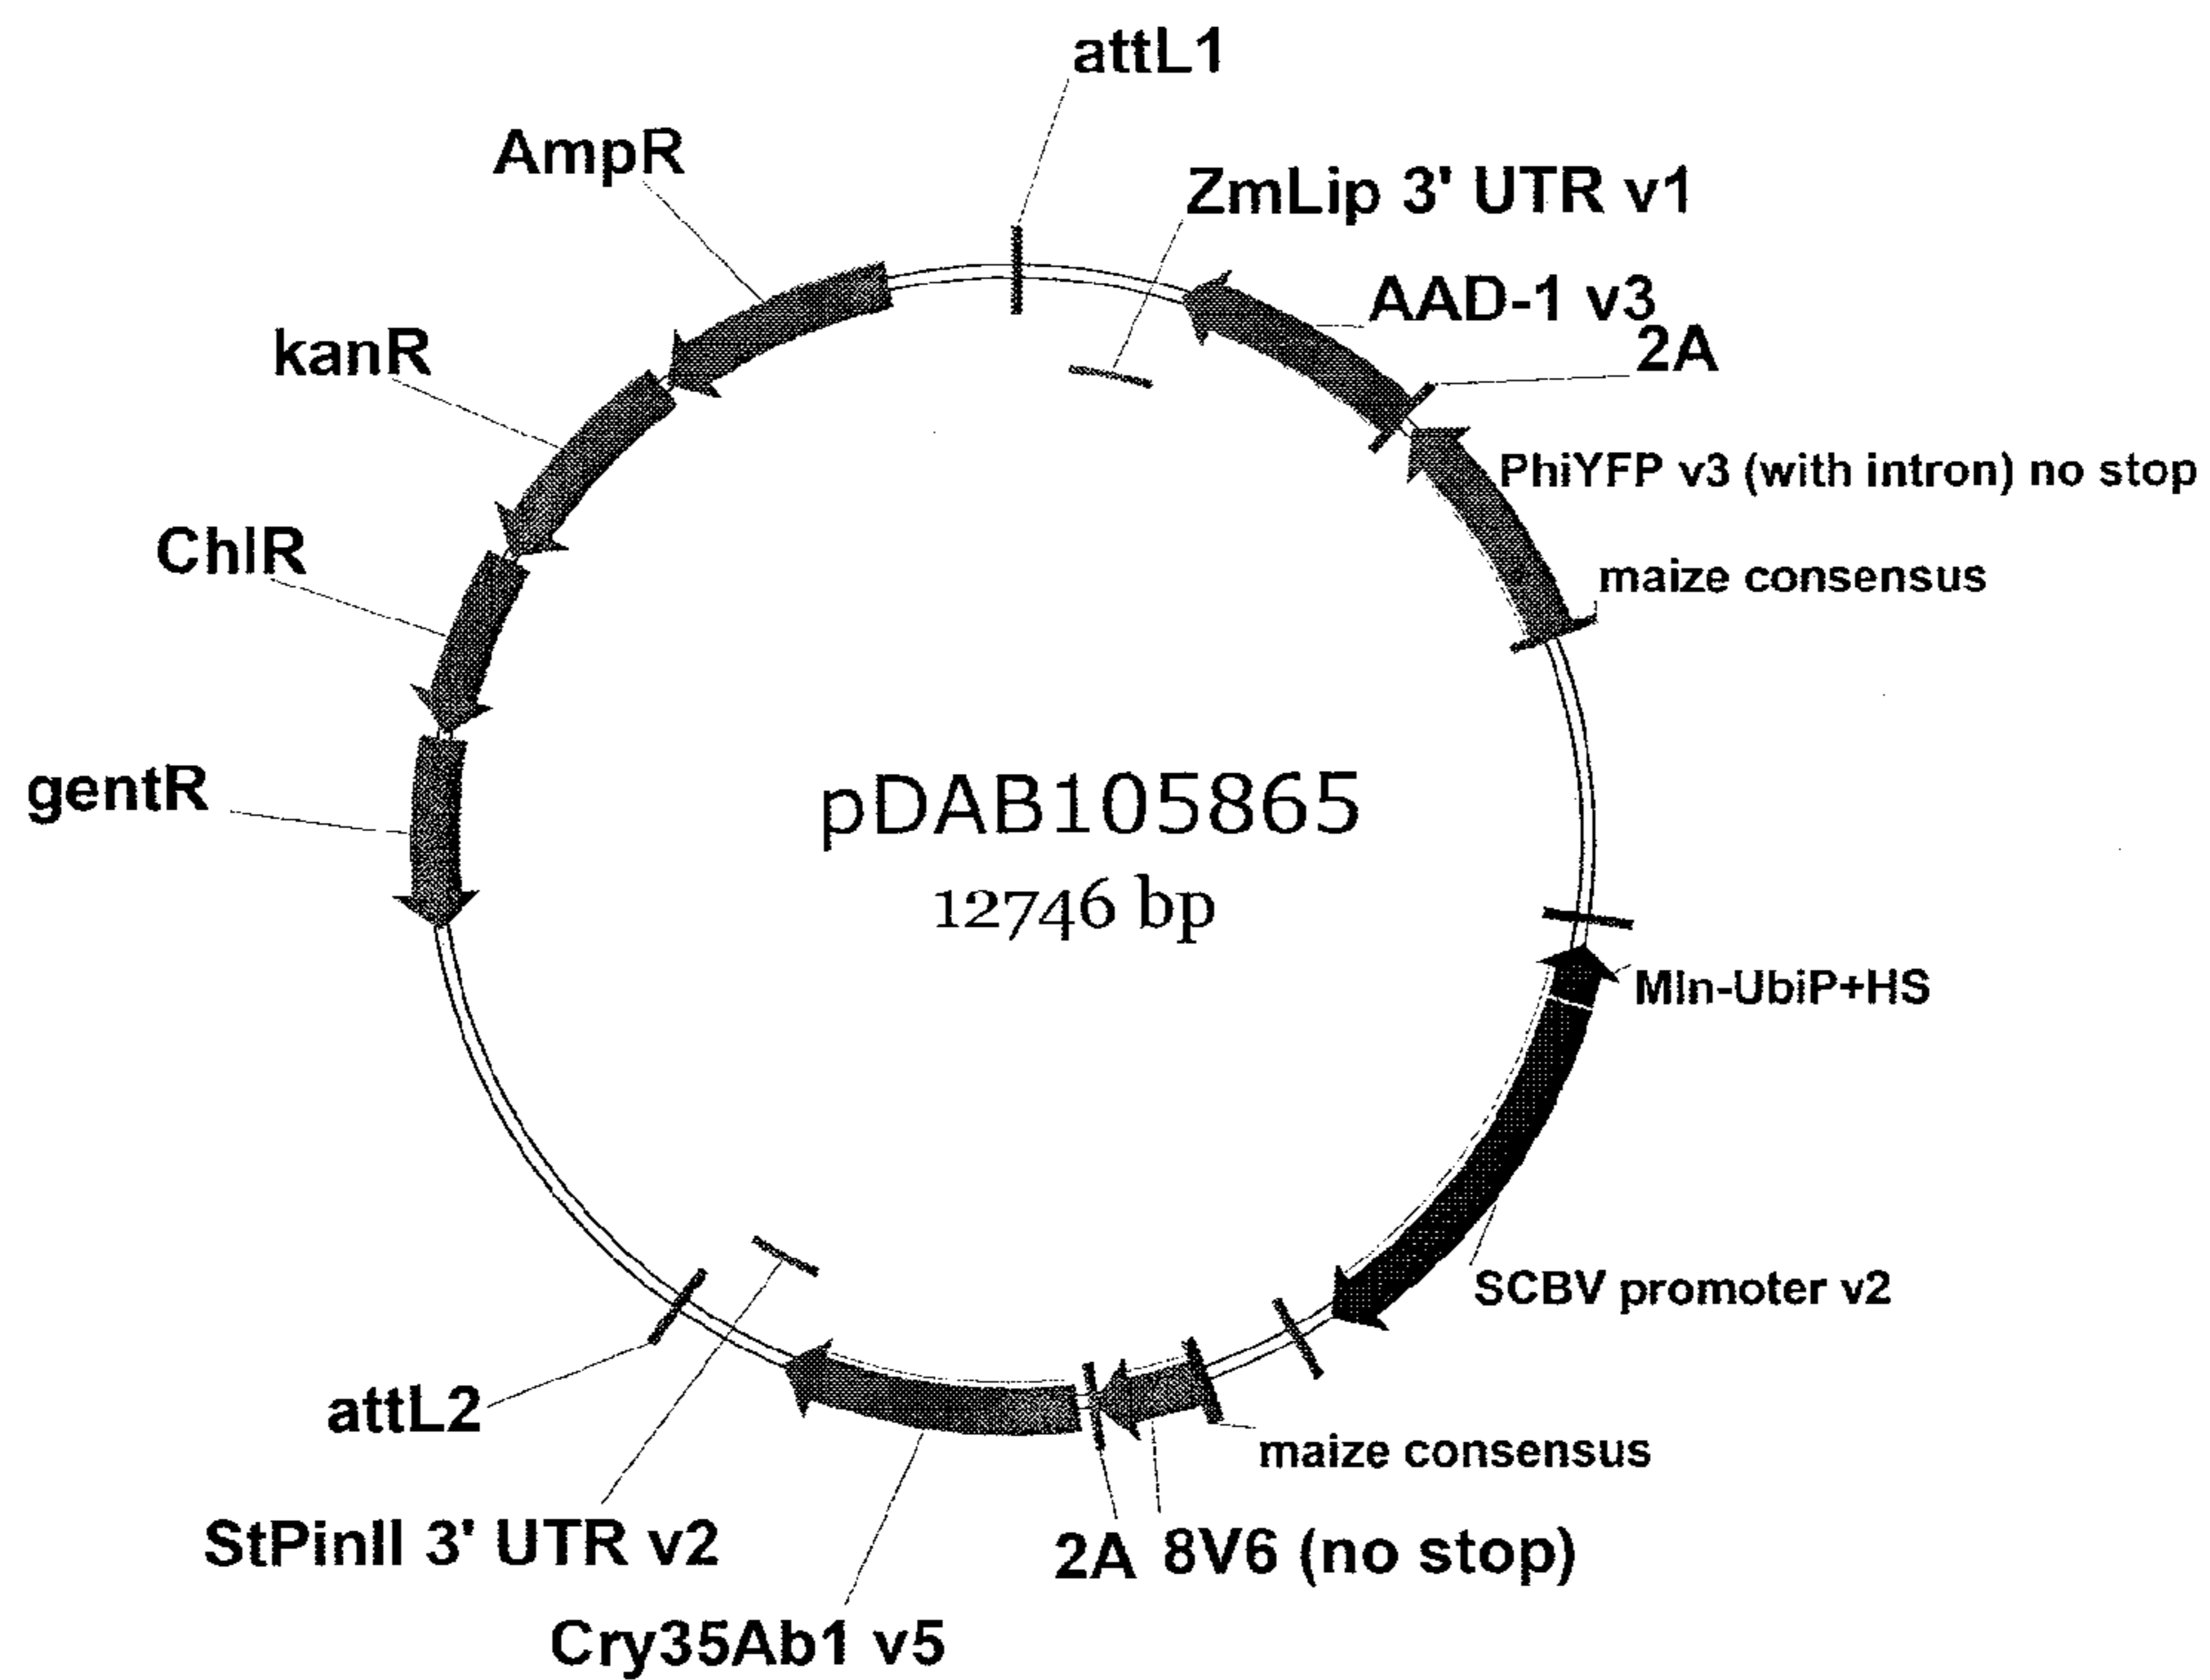 attL1
AmpR
ZmLip 3' UTR v1
AAD-1 v3
2A
kanR
PhiYFP v3 (with intron) no stop
ChlR
maize consensus
gentR
pDAB105865
12746 bp
MIn-UbiP+HS
SCBV promoter v2
attL2
maize consensus
StPinII 3' UTR v2
2A 8V6 (no stop)
Cry35Ab1 v5